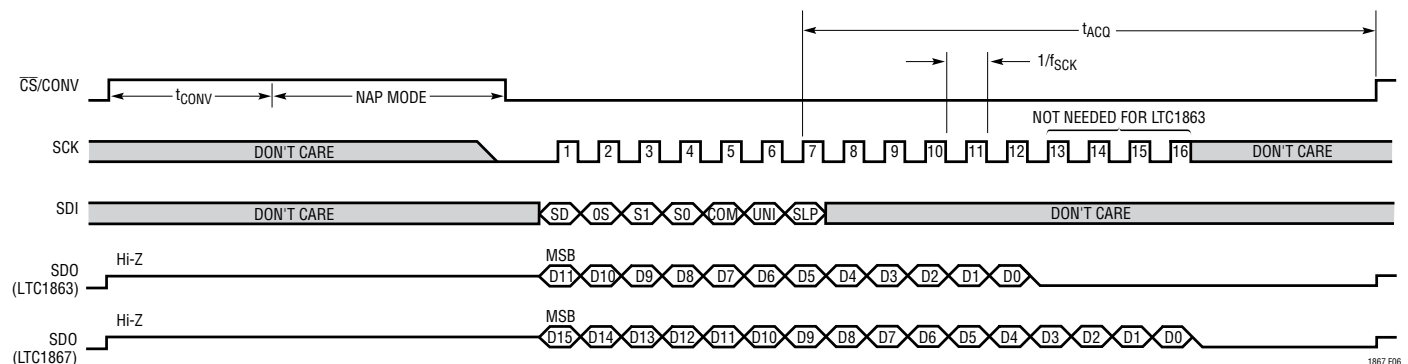 tACQ
1/fSCK
CS/CONV
tCONV
NAP MODE
NOT NEEDED FOR LTC1863
SCK
DON'T CARE
1 2 3 4 5 6 7 8 9 10 11 12 13 14 15 16
DON'T CARE
SDI
DON'T CARE
SD 0S S1 S0 COM UNI SLP
DON'T CARE
SDO
(LTC1863)
Hi-Z
MSB
D11 D10 D9 D8 D7 D6 D5 D4 D3 D2 D1 D0
SDO
(LTC1867)
Hi-Z
MSB
D15 D14 D13 D12 D11 D10 D9 D8 D7 D6 D5 D4 D3 D2 D1 D0
1867 F06